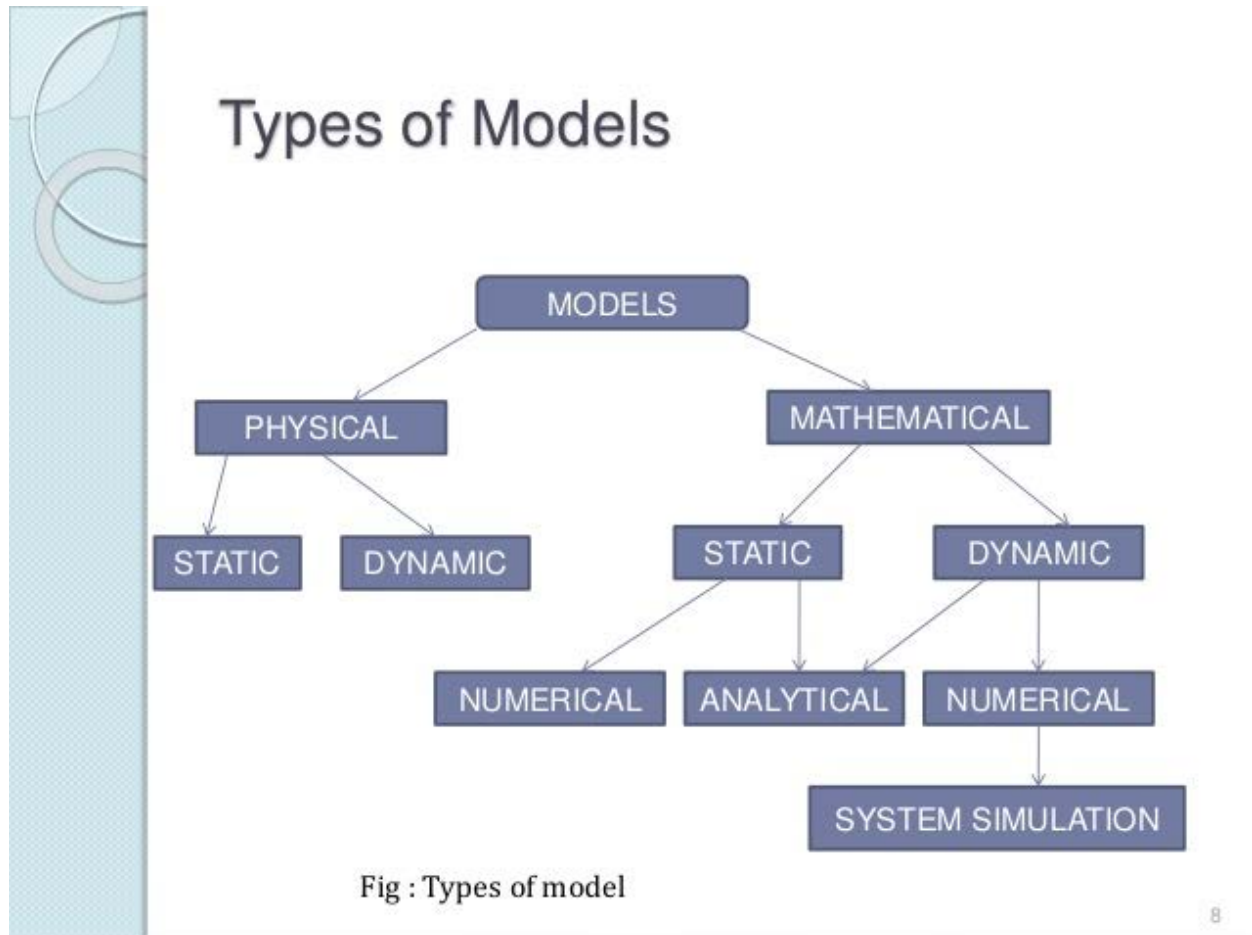 Types of Models
MODELS
PHYSICAL
MATHEMATICAL
STATIC
DYNAMIC
STATIC
DYNAMIC
NUMERICAL
ANALYTICAL
NUMERICAL
SYSTEM SIMULATION
Fig : Types of model
8